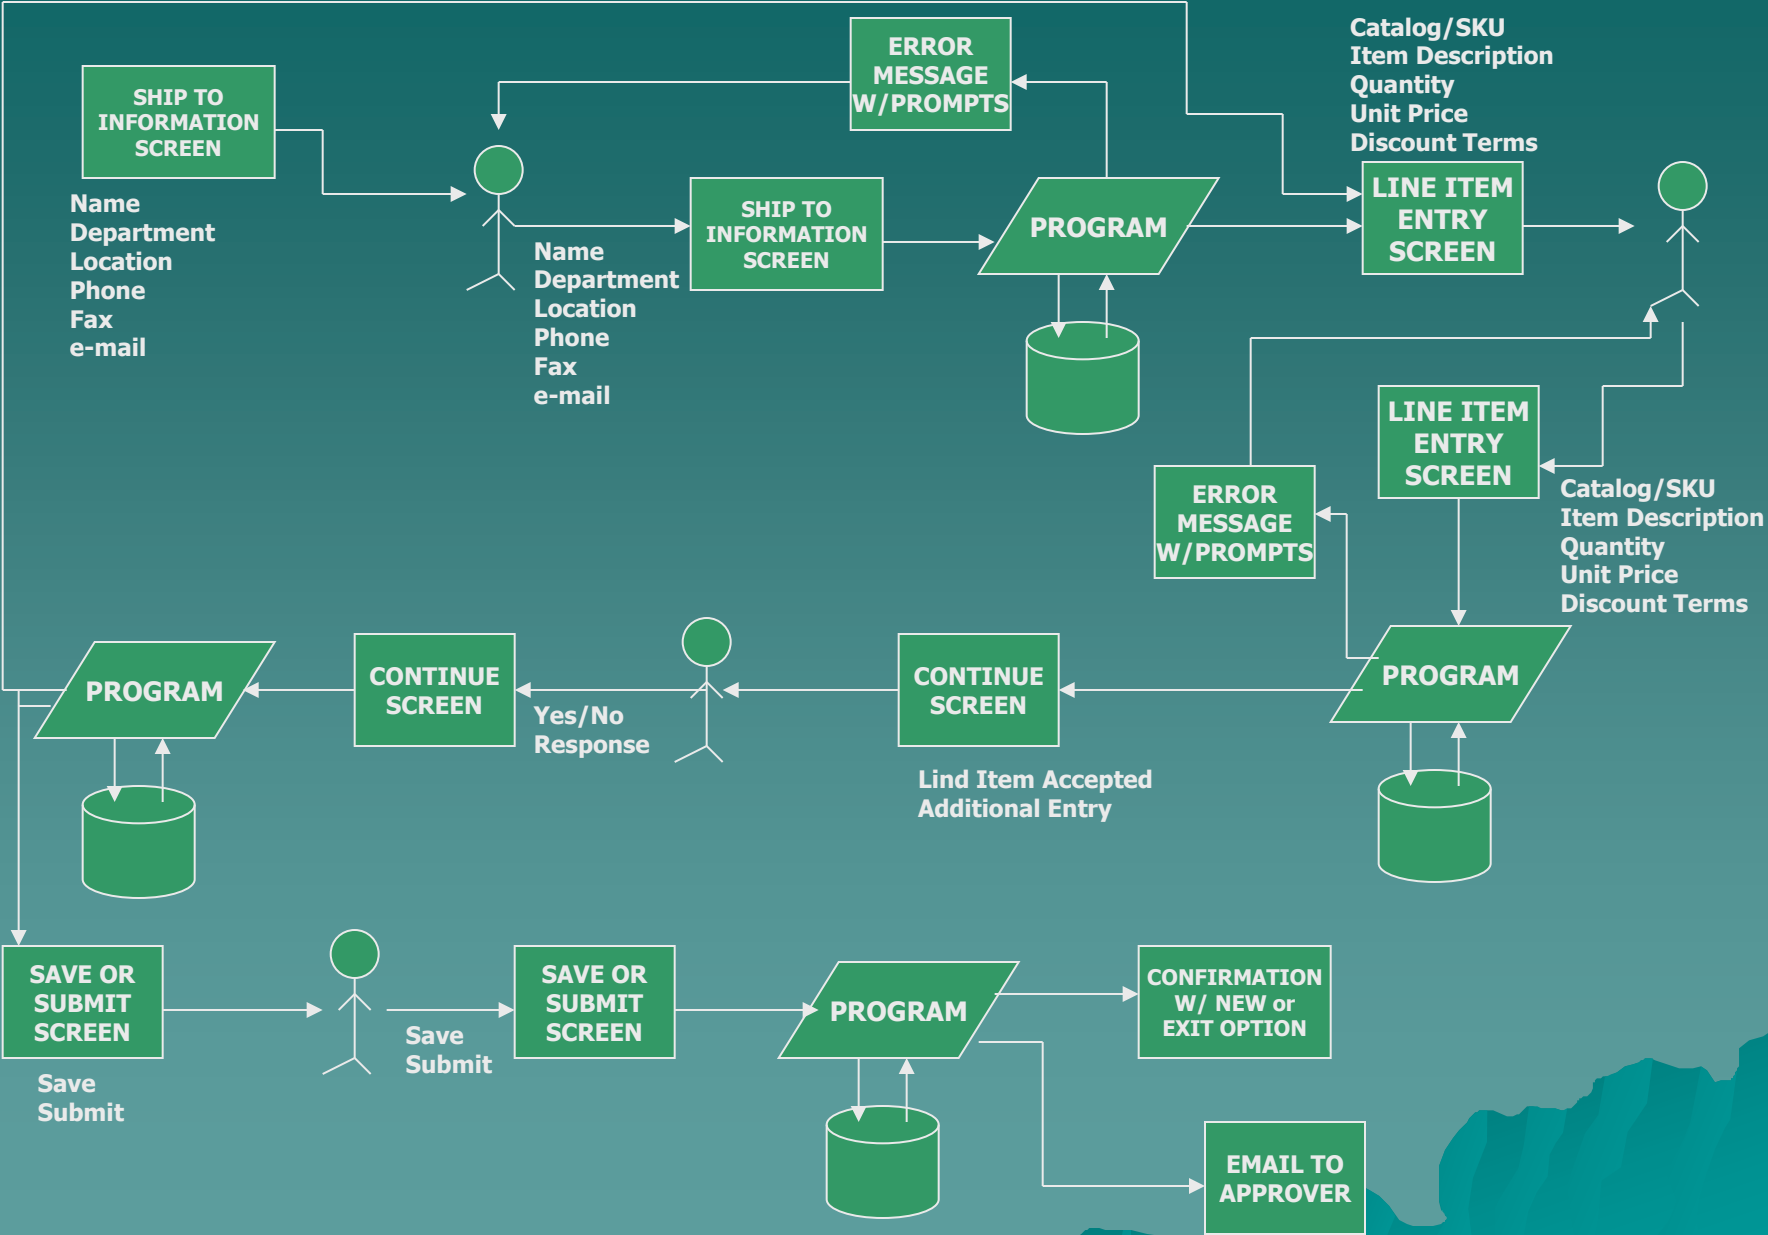 SHIP TO
INFORMATION
SCREEN
Name
Department
Location
Phone
Fax
e-mail
ERROR
MESSAGE
W/PROMPTS
Name
Department
Location
Phone
Fax
e-mail
SHIP TO
INFORMATION
SCREEN
PROGRAM
Catalog/SKU
Item Description
Quantity
Unit Price
Discount Terms
LINE ITEM
ENTRY
SCREEN
LINE ITEM
ENTRY
SCREEN
Catalog/SKU
Item Description
Quantity
Unit Price
Discount Terms
ERROR
MESSAGE
W/PROMPTS
PROGRAM
CONTINUE
SCREEN
Lind Item Accepted
Additional Entry
Yes/No
Response
CONTINUE
SCREEN
PROGRAM
SAVE OR
SUBMIT
SCREEN
Save
Submit
Save
Submit
SAVE OR
SUBMIT
SCREEN
PROGRAM
CONFIRMATION
W/ NEW or
EXIT OPTION
EMAIL TO
APPROVER